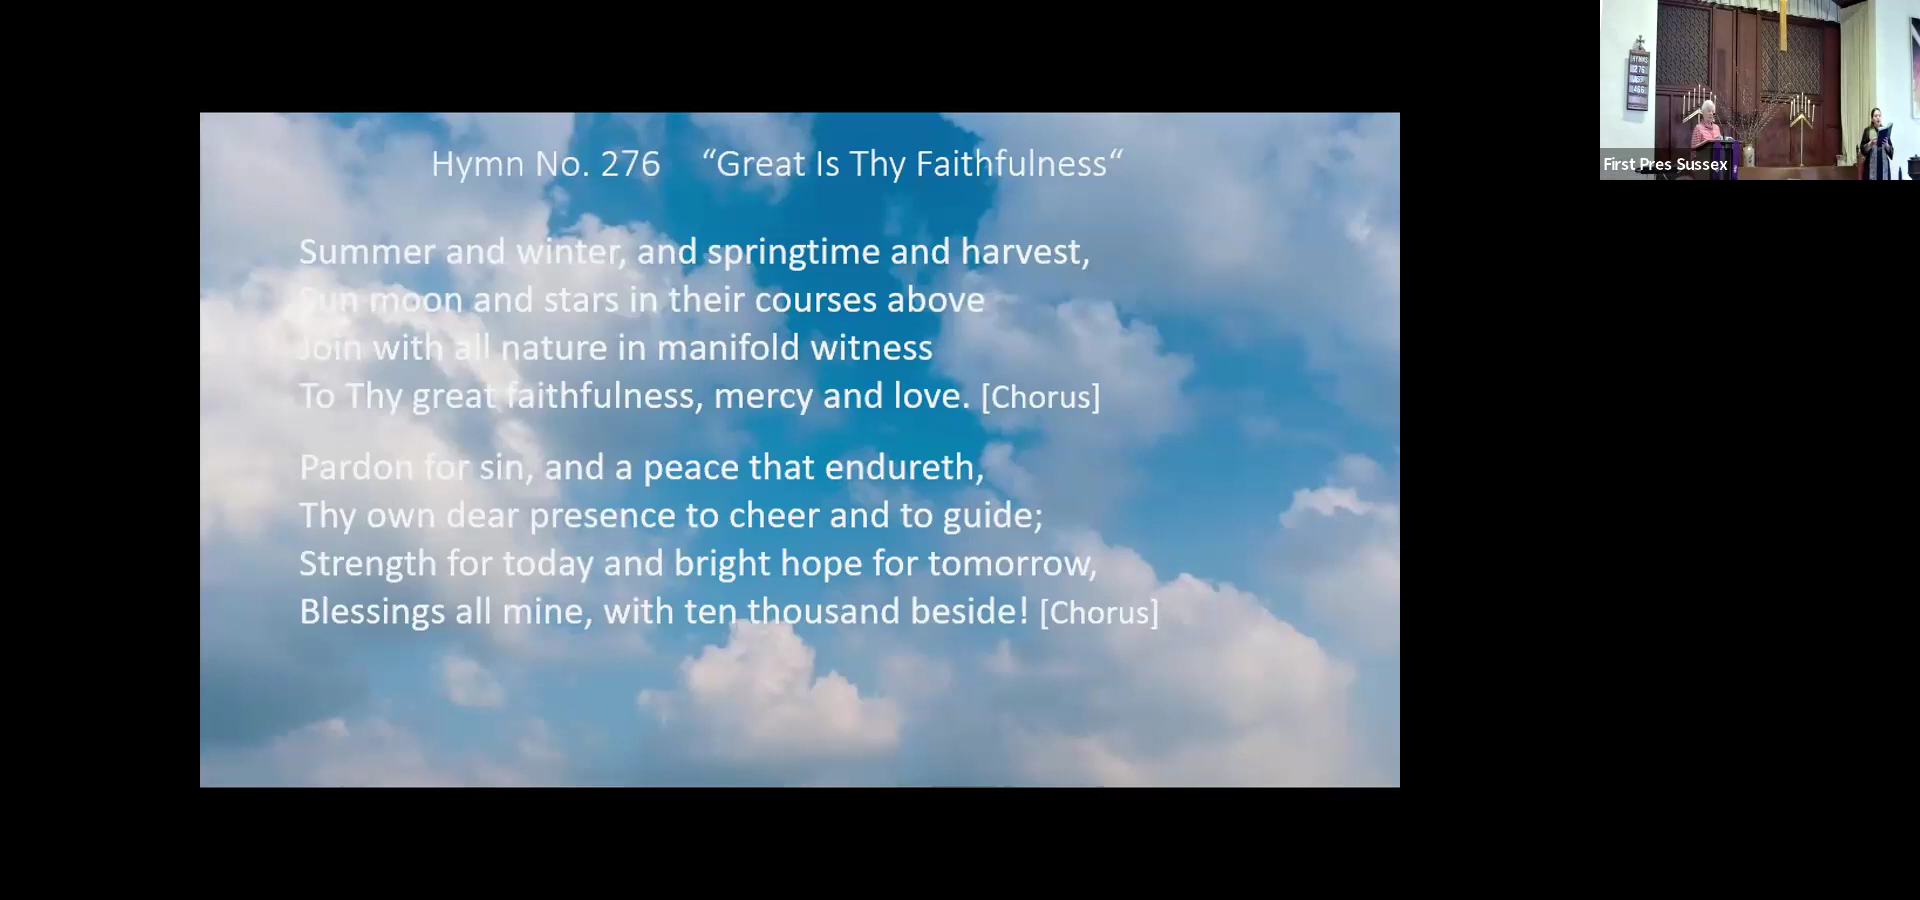 Hymn No. 276 “Great Is Thy Faithfulness“
Summer and winter, and springtime and harvest,
Sun moon and stars in their courses above
Join with all nature in manifold witness
To Thy great faithfulness, mercy and love. [Chorus]
Pardon for sin, and a peace that endureth,
Thy own dear presence to cheer and to guide;
Strength for today and bright hope for tomorrow,
Blessings all mine, with ten thousand beside! [Chorus]
HYMNS
276
466
First Pres Sussex